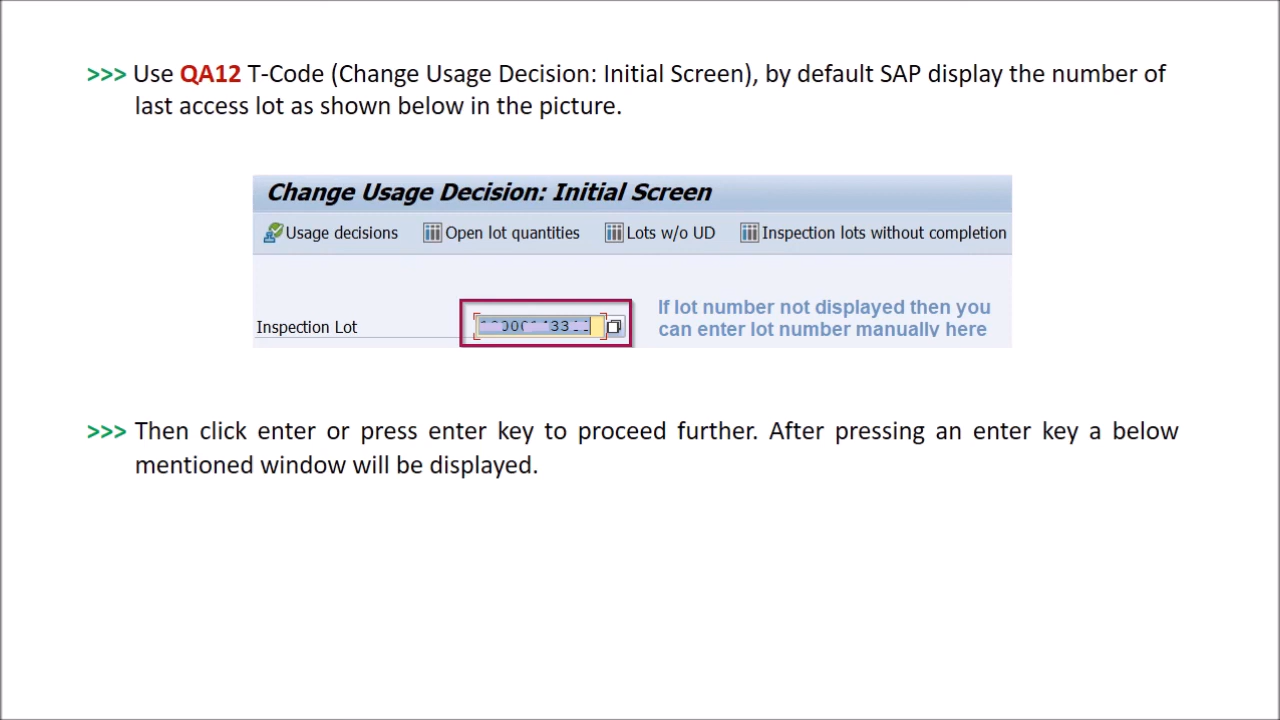 >>> Use QA12 T-Code (Change Usage Decision: Initial Screen), by default SAP display the number of
last access lot as shown below in the picture.
Change Usage Decision: Initial Screen
Usage decisions Open lot quantities Lots w/o UD Inspection lots without completion
If lot number not displayed then you
can enter lot number manually here
Inspection Lot
>>> Then click enter or press enter key to proceed further. After pressing an enter key a below
mentioned window will be displayed.